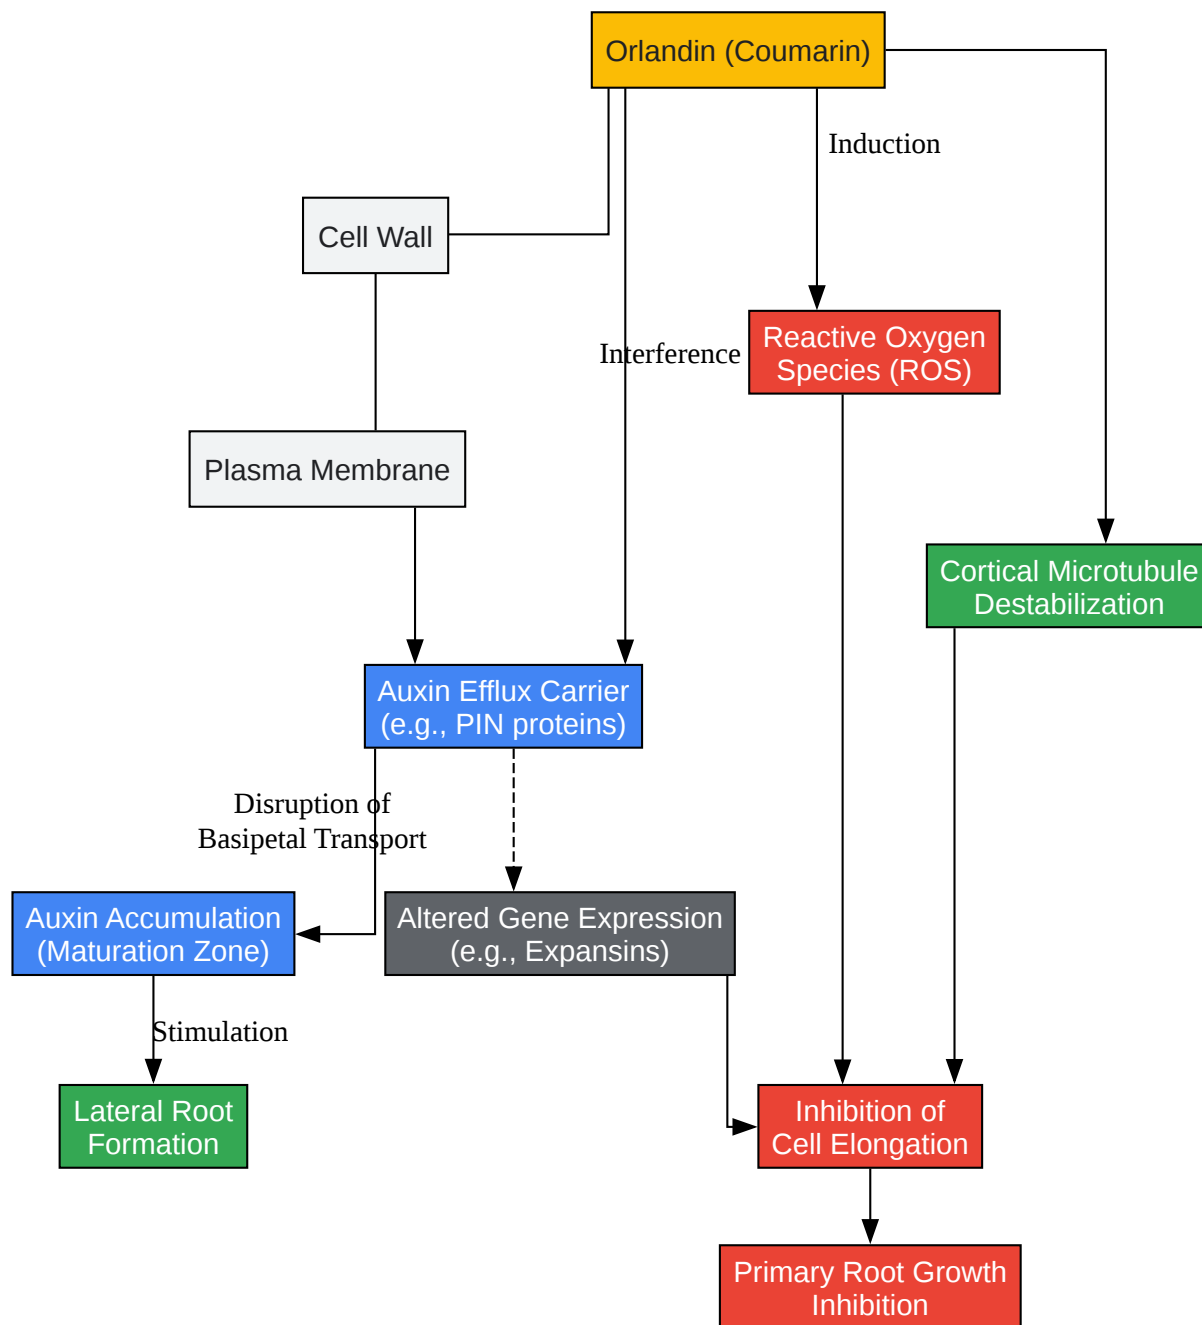 Orlandin (Coumarin)
Induction
Cell Wall
Interference
Reactive Oxygen
Species (ROS)
Plasma Membrane
Cortical Microtubule
Destabilization
Auxin Efflux Carrier
(e.g., PIN proteins)
Disruption of
Basipetal Transport
Auxin Accumulation
(Maturation Zone)
Altered Gene Expression
(e.g., Expansins)
Stimulation
Lateral Root
Formation
Inhibition of
Cell Elongation
Primary Root Growth
Inhibition